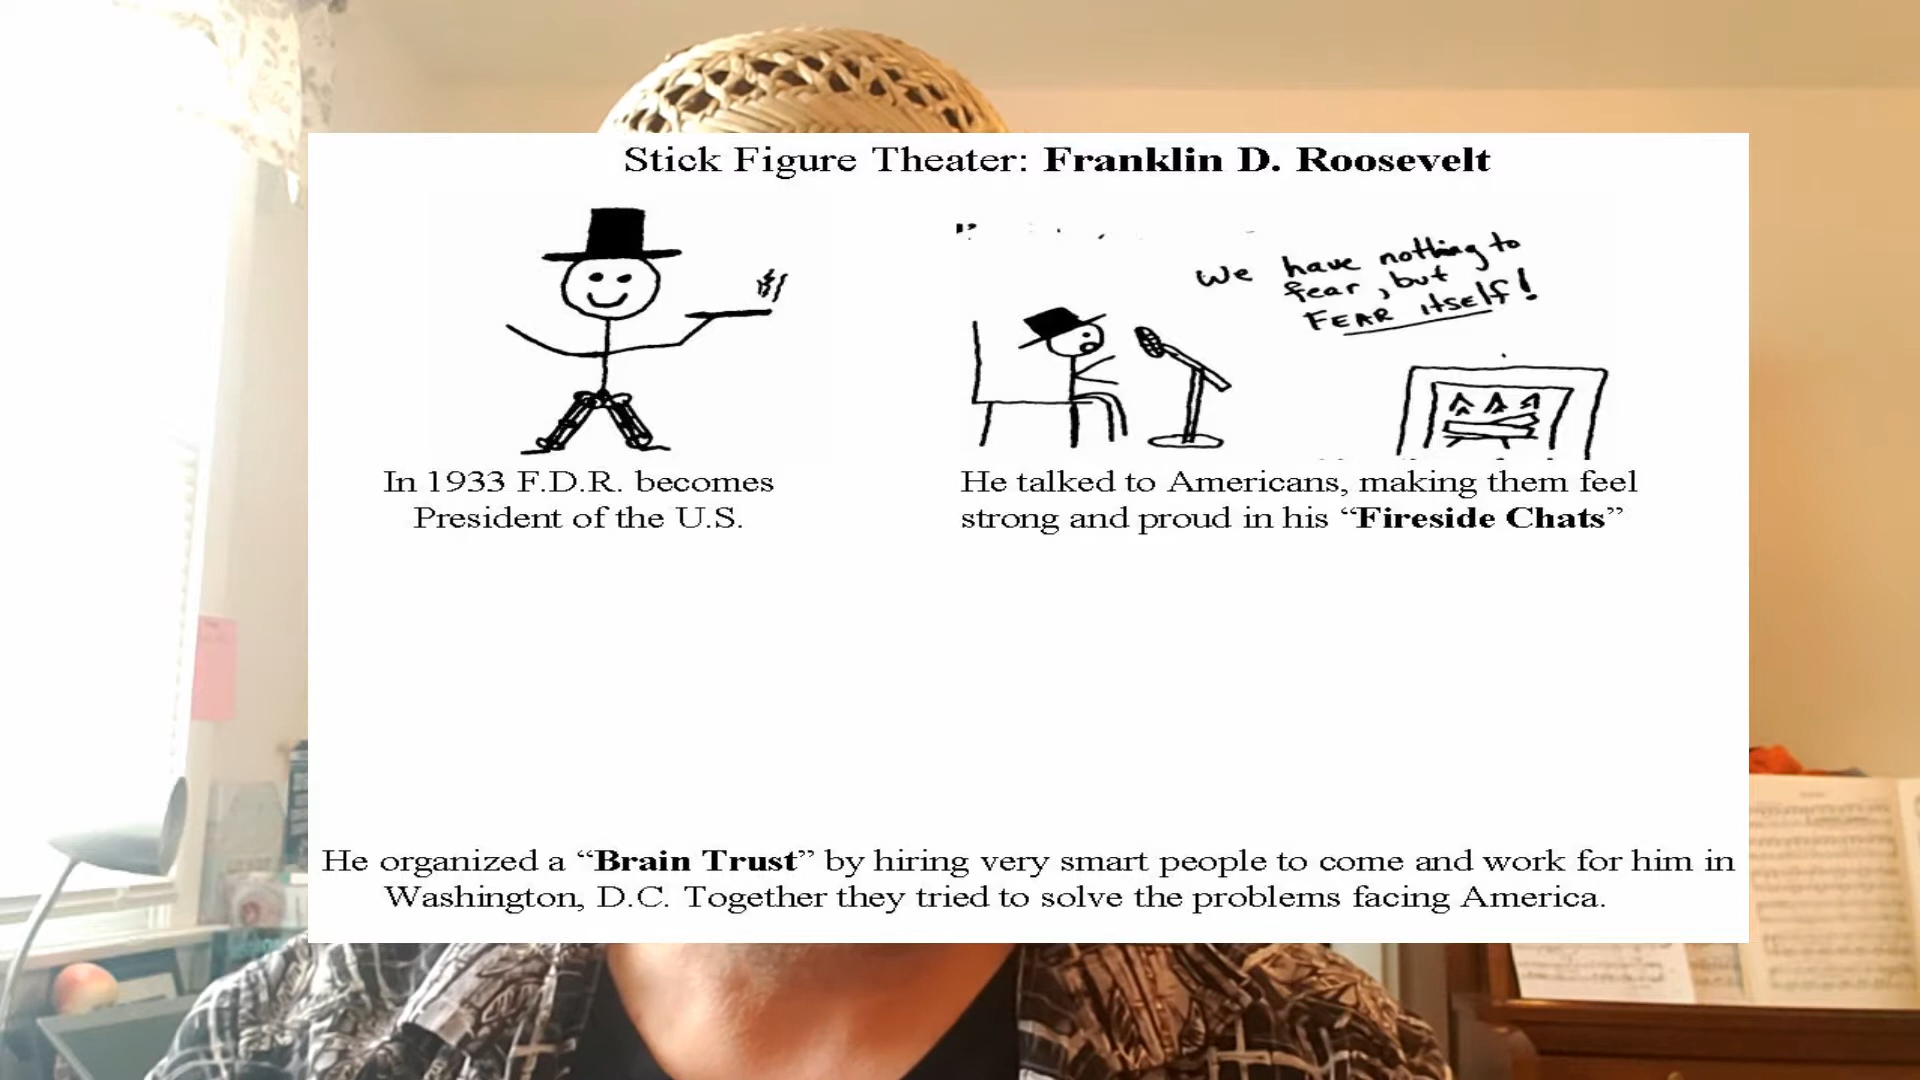 Stick Figure Theater: Franklin D. Roosevelt
We have nothing to
fear, but
FEAR itself!
In 1933 F.D.R. becomes
President of the U.S.
He talked to Americans, making them feel
strong and proud in his “Fireside Chats”
He organized a “Brain Trust” by hiring very smart people to come and work for him in
Washington, D.C. Together they tried to solve the problems facing America.